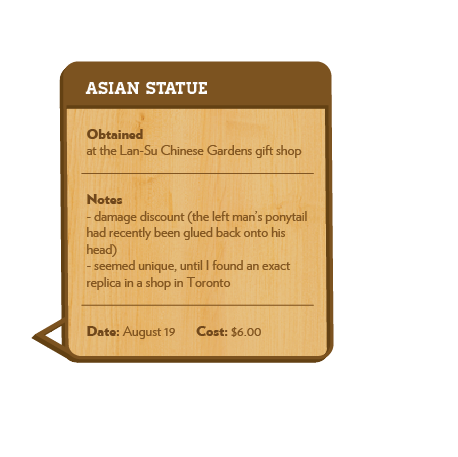 ASIAN STATUE
Obtained
at the Lan-Su Chinese Gardens gift shop
Notes
- damage discount (the left man's ponytail
had recently been glued back onto his
head)
- seemed unique, until I found an exact
replica in a shop in Toronto
Date: August 19 Cost: $6.00